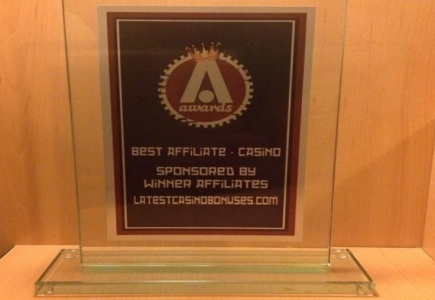 A
awards
BEST AFFILIATE - CASINO
SPONSORED BY
WINNER AFFILIATES
LATESTCASINOBONUSES.COM